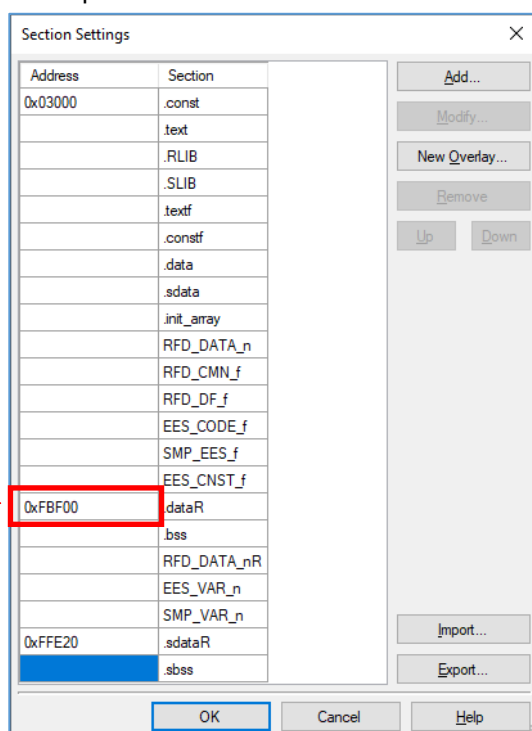 Section Settings
Address Section
0x03000 .const
.text
.RLIB
.SLIB
.textf
.constf
.data
.sdata
.init_array
RFD_DATA_n
RFD_CMN_f
RFD_DF_f
EES_CODE_f
SMP_EES_f
EES_CNST_f
0xFBF00 .dataR
.bss
RFD_DATA_nR
EES_VAR_n
SMP_VAR_n
0xFFE20 .sdataR
.sbss
Add...
Modify...
New Overlay...
Remove
Up Down
Import...
Export...
OK Cancel Help